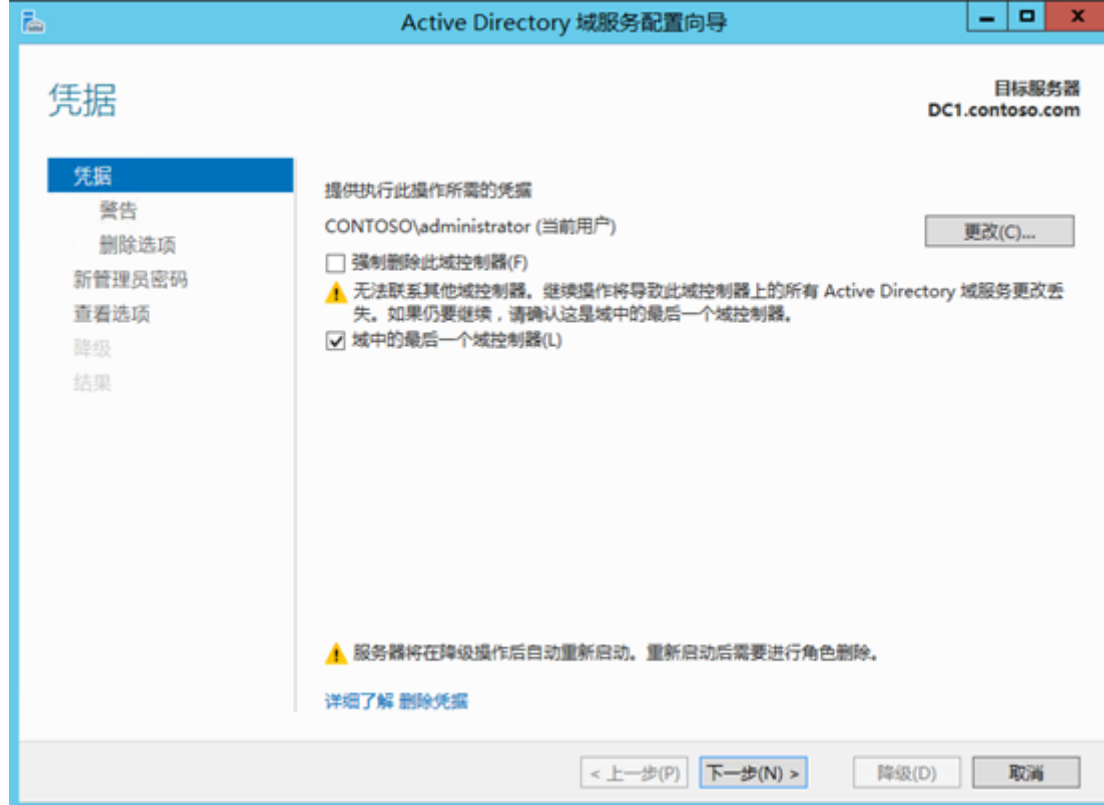 Active Directory 域服务配置向导
凭据
目标服务器
DC1.contoso.com
凭据
警告
删除选项
新管理员密码
查看选项
降级
结果
提供执行此操作所需的凭据
CONTOSO\administrator (当前用户)
更改(C)...
强制删除此域控制器(F)
无法联系其他域控制器。继续操作将导致此域控制器上的所有 Active Directory 域服务更改丢
失。如果仍要继续，请确认这是域中的最后一个域控制器。
域中的最后一个域控制器(L)
服务器将在降级操作后自动重新启动。重新启动后需要进行角色删除。
详细了解 删除凭据
< 上一步(P)
下一步(N) >
降级(D)
取消